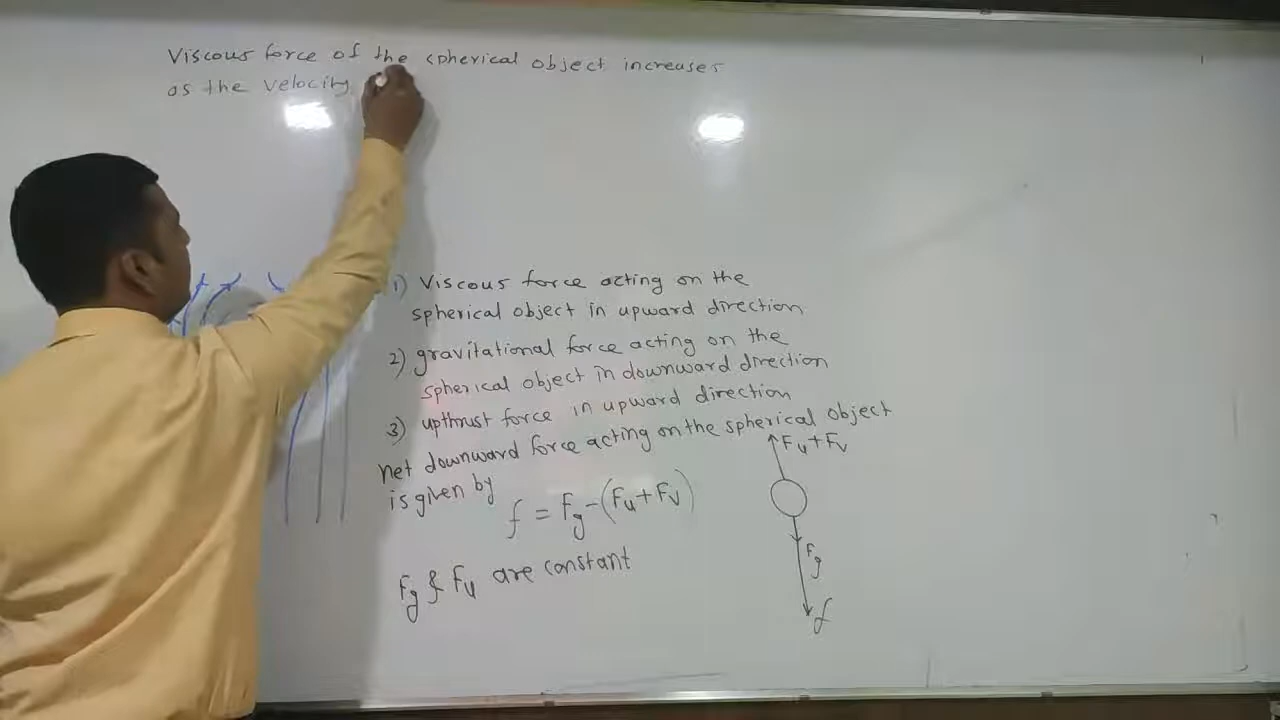 Viscous force of the spherical object increases
as the velocity
1) Viscous force acting on the
spherical object in upward direction
2) gravitational force acting on the
spherical object in downward direction
3) upthrust force in upward direction
net downward force acting on the spherical object
is given by
f = Fg - (Fu + Fv)
Fg & Fu are constant
Fu + Fv
Fg
f